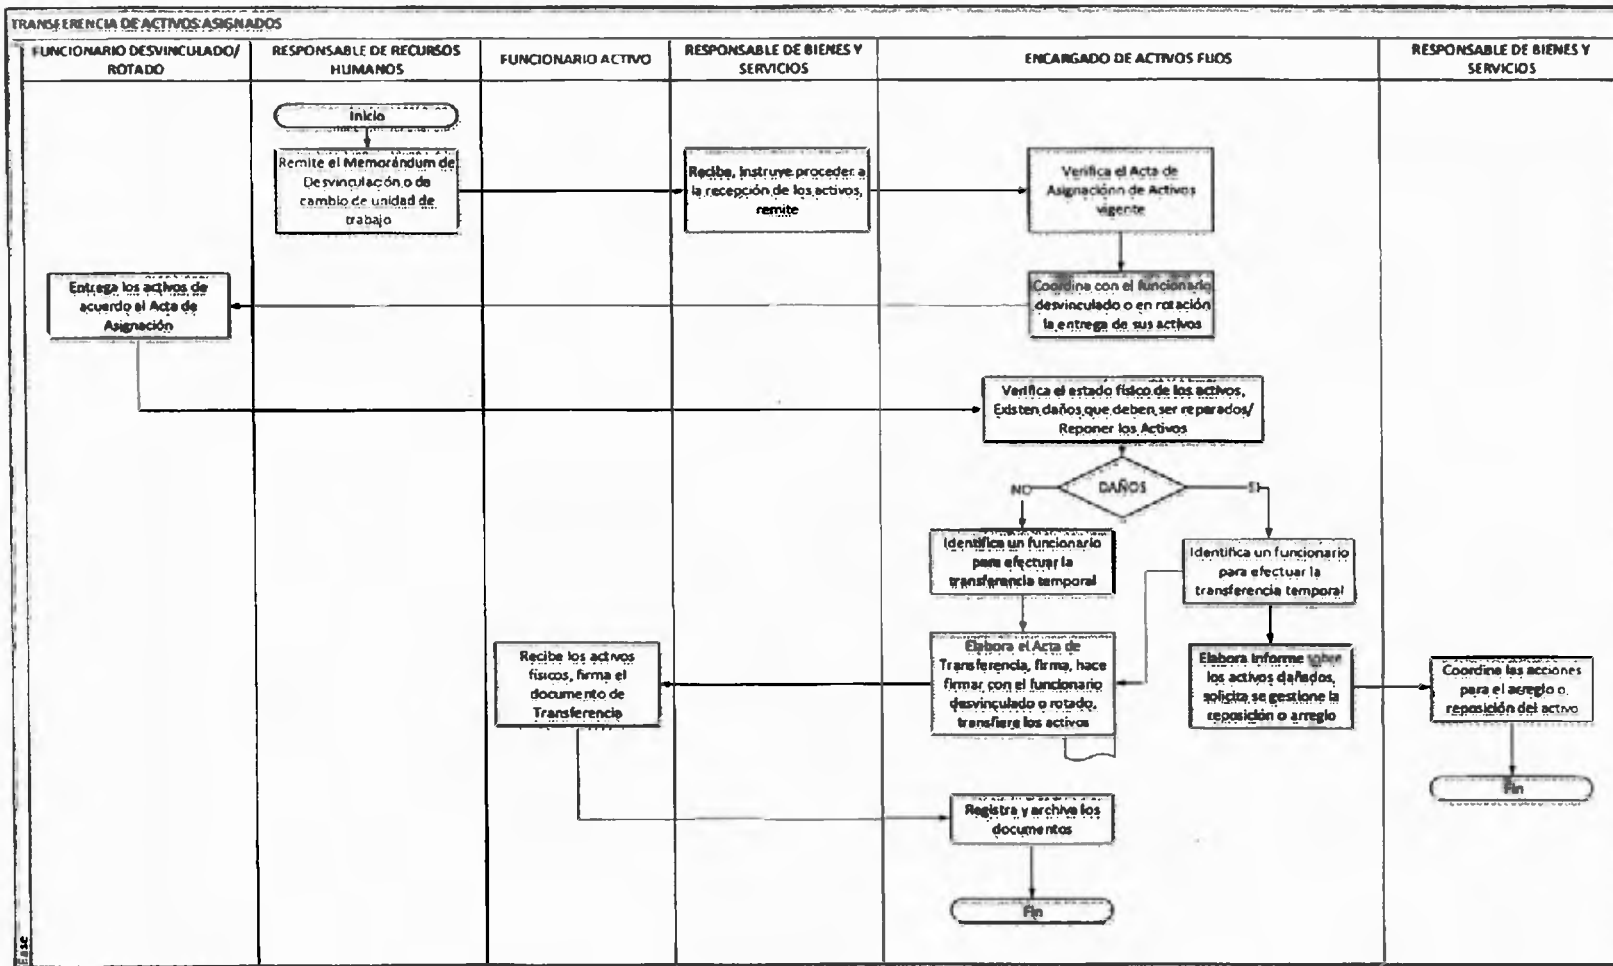 TRANSFERENCIA DE ACTIVOS ASIGNADOS
FUNCIONARIO DESVINCULADO/
ROTADO
RESPONSABLE DE RECURSOS
HUMANOS
FUNCIONARIO ACTIVO
RESPONSABLE DE BIENES Y
SERVICIOS
ENCARGADO DE ACTIVOS FIJOS
RESPONSABLE DE BIENES Y
SERVICIOS
Inicio
Remite el Memorándum de
Desvinculación o de
cambio de unidad de
trabajo
Recibe, instruye proceder a
la recepción de los activos,
remite
Verifica el Acta de
Asignaciónn de Activos
vigente
Coordina con el funcionario
desvinculado o en rotación
la entrega de sus activos
Entrega los activos de
acuerdo al Acta de
Asignación
Verifica el estado físico de los activos,
Existen daños que deben ser reparados/
Reponer los Activos
DAÑOS
NO
SI
Identifica un funcionario
para efectuar la
transferencia temporal
Identifica un funcionario
para efectuar la
transferencia temporal
Elabora el Acta de
Transferencia, firma, hace
firmar con el funcionario
desvinculado o rotado,
transfiere los activos
Recibe los activos
físicos, firma el
documento de
Transferencia
Elabora Informe sobre
los activos dañados,
solicita se gestione la
reposición o arreglo
Coordina las acciones
para el arreglo o
reposición del activo
Fin
Registra y archiva los
documentos
Fin
Fase